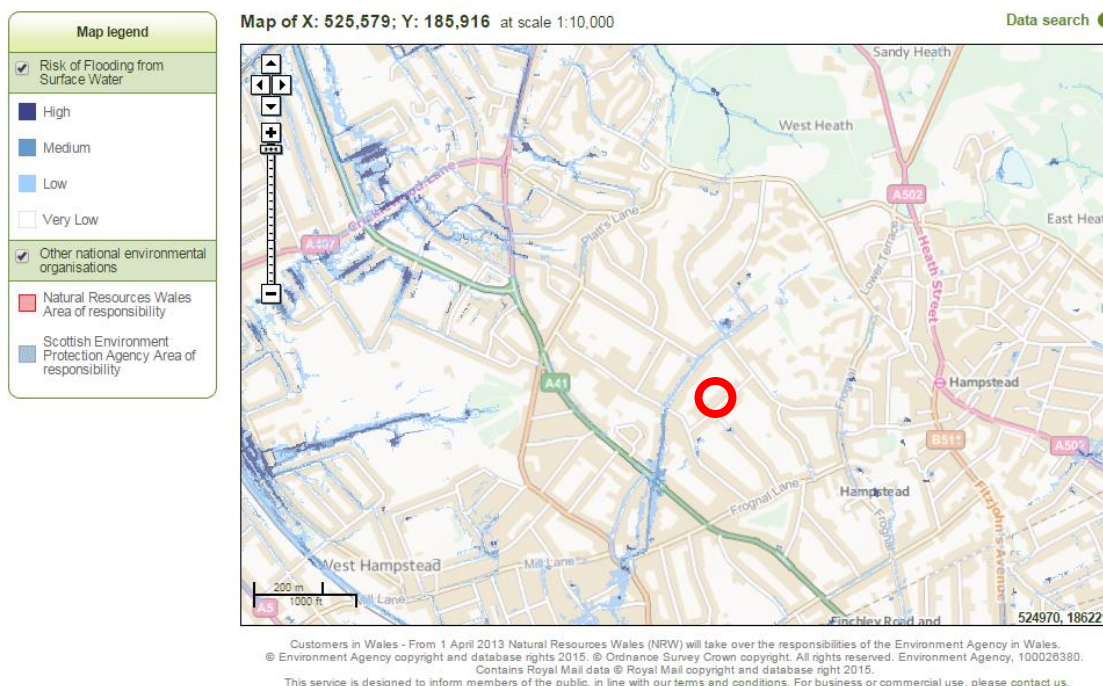 Map of X: 525,579; Y: 185,916 at scale 1:10,000
Data search
Map legend
Risk of Flooding from
Surface Water
High
Medium
Low
Very Low
Other national environmental
organisations
Natural Resources Wales
Area of responsibility
Scottish Environment
Protection Agency Area of
responsibility
Sandy Heath
West Heath
A502
East Heat
Cricklewood Lane
Platt's Lane
Lower Terrace
A407
Heath Street
A41
Hampstead
Frognal
B511
A502
Frognal Lane
Hampstead
Frognal
Fitzjohn's Avenue
West Hampstead
Mill Lane
Mill Lane
A5
200 m
1000 ft
Finchley Road and
524970, 18622
Customers in Wales - From 1 April 2013 Natural Resources Wales (NRW) will take over the responsibilities of the Environment Agency in Wales.
© Environment Agency copyright and database rights 2015. © Ordnance Survey Crown copyright. All rights reserved. Environment Agency, 100026380.
Contains Royal Mail data © Royal Mail copyright and database right 2015.
This service is designed to inform members of the public, in line with our terms and conditions. For business or commercial use, please contact us.